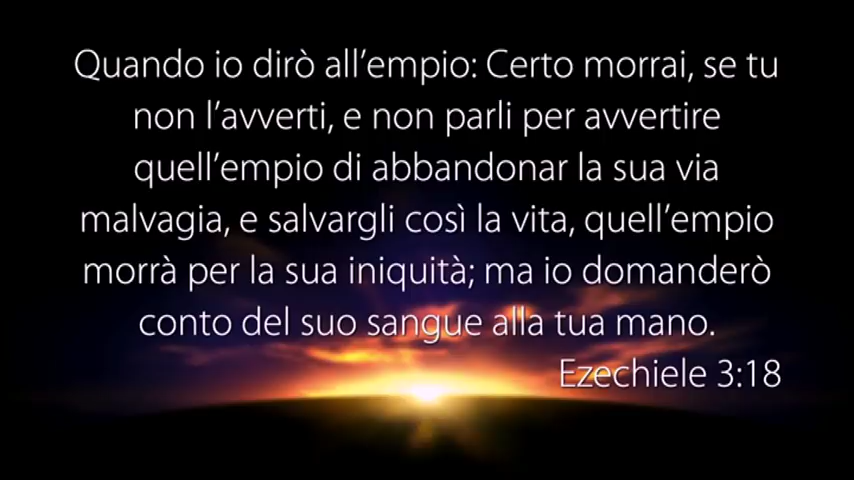 Quando io dirò all'empio: Certo morrai, se tu
non l'avverti, e non parli per avvertire
quell'empio di abbandonar la sua via
malvagia, e salvargli così la vita, quell'empio
morrà per la sua iniquità; ma io domanderò
conto del suo sangue alla tua mano.
Ezechiele 3:18